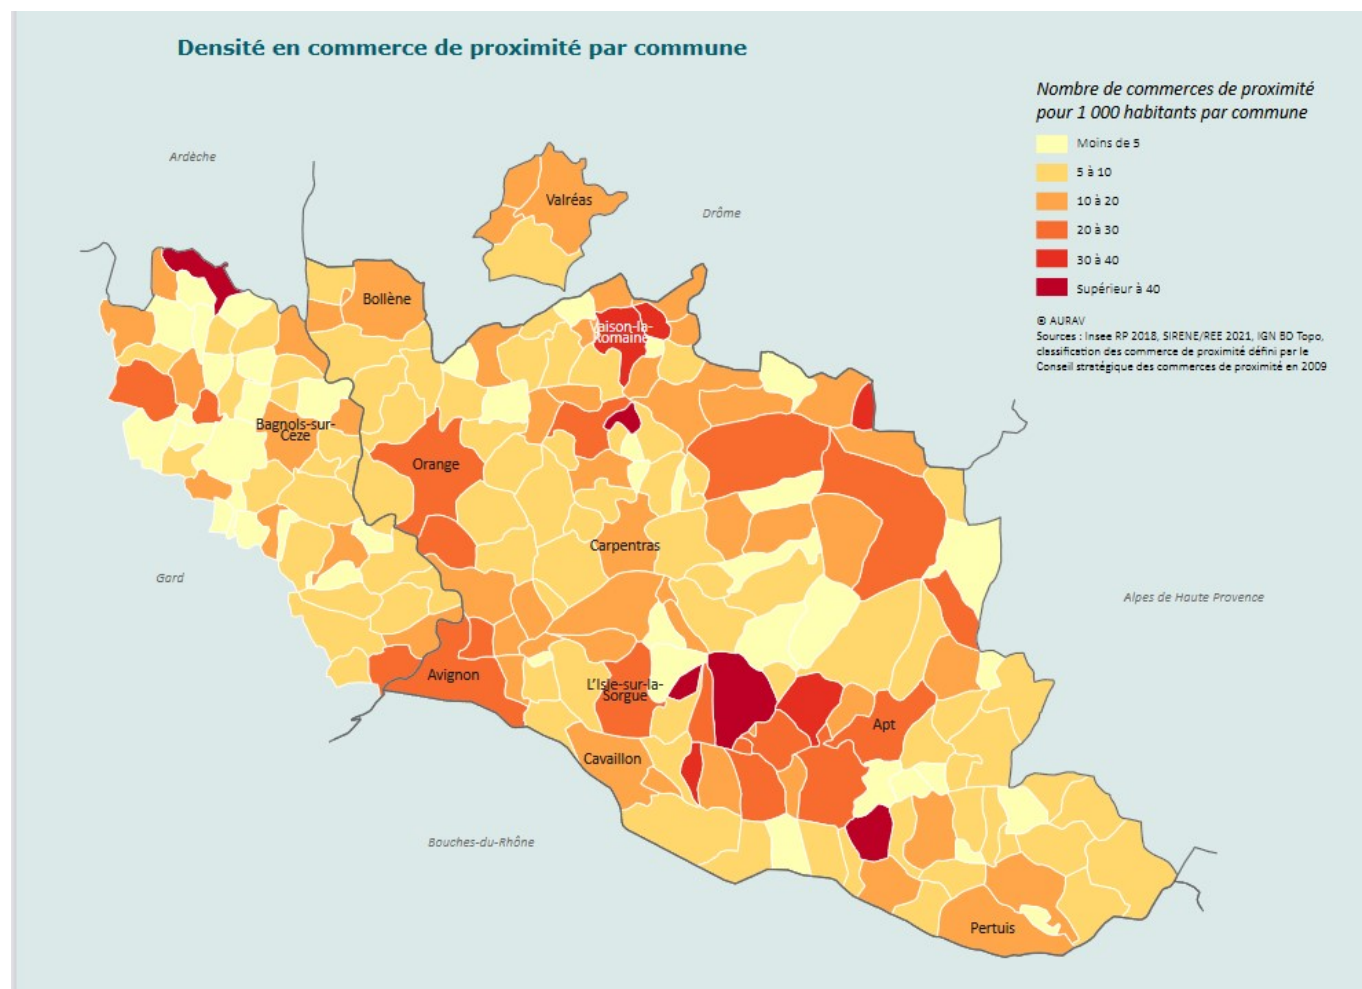 Densité en commerce de proximité par commune
Nombre de commerces de proximité
pour 1 000 habitants par commune
Moins de 5
5 à 10
10 à 20
20 à 30
30 à 40
Supérieur à 40
© AURAV
Sources : Insee RP 2018, SIRENE/REE 2021, IGN BD Topo,
classification des commerce de proximité défini par le
Conseil stratégique des commerces de proximité en 2009
Ardèche
Valréas
Drôme
Bollène
Vaison-la-
Romaine
Bagnols-sur-
Cèze
Orange
Carpentras
Gard
Alpes de Haute Provence
Avignon
L'Isle-sur-la-
Sorgue
Apt
Cavaillon
Bouches-du-Rhône
Pertuis